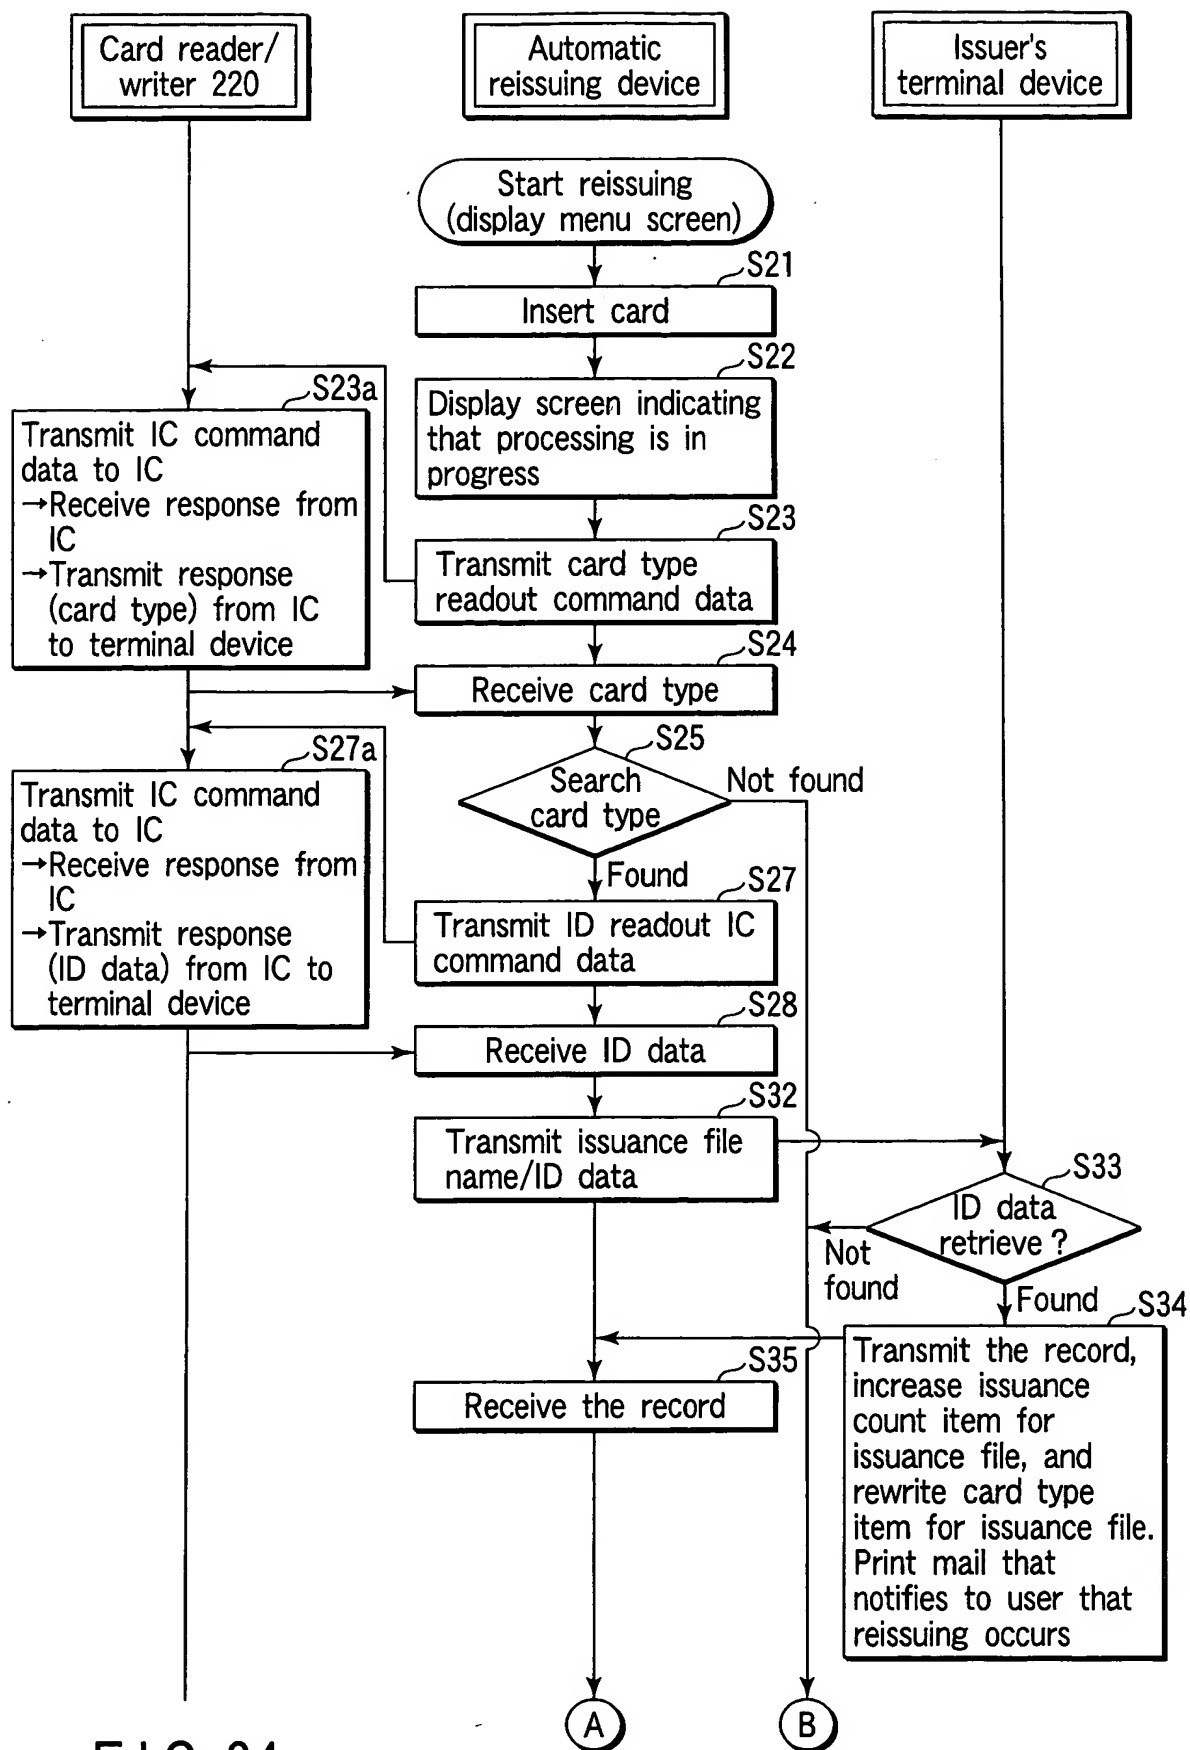 Card reader/
writer 220
Automatic
reissuing device
Issuer's
terminal device
Start reissuing
(display menu screen)
S21
Insert card
S22
Display screen indicating
that processing is in
progress
S23a
Transmit IC command
data to IC
→Receive response from
IC
→Transmit response
(card type) from IC
to terminal device
S23
Transmit card type
readout command data
S24
Receive card type
S25
Search
card type
Not found
Found
S27a
Transmit IC command
data to IC
→Receive response from
IC
→Transmit response
(ID data) from IC to
terminal device
S27
Transmit ID readout IC
command data
S28
Receive ID data
S32
Transmit issuance file
name/ID data
S33
ID data
retrieve ?
Not
found
Found
S34
Transmit the record,
increase issuance
count item for
issuance file, and
rewrite card type
item for issuance file.
Print mail that
notifies to user that
reissuing occurs
S35
Receive the record
A
B